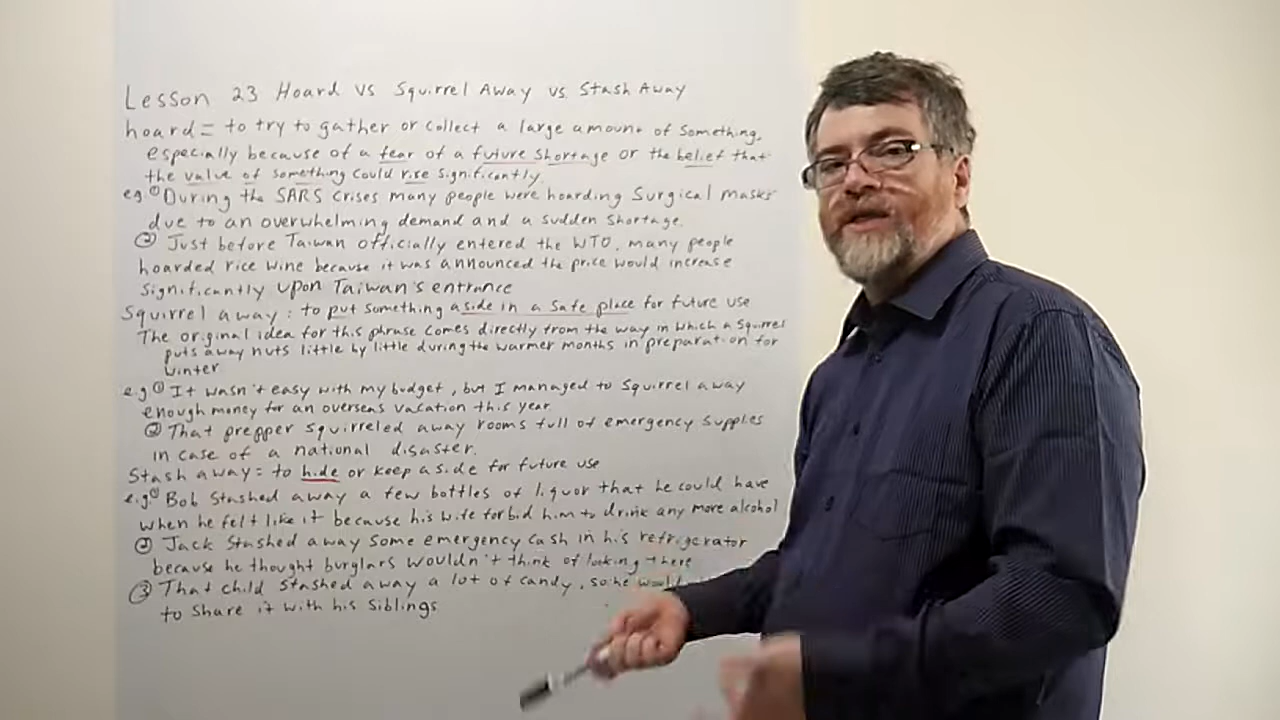 Lesson 23 Hoard vs Squirrel Away vs. Stash Away
hoard = to try to gather or collect a large amount of something,
especially because of a fear of a future shortage or the belief that
the value of something could rise significantly.
eg ① During the SARS crises many people were hoarding surgical masks
due to an overwhelming demand and a sudden shortage.
② Just before Taiwan officially entered the WTO, many people
hoarded rice wine because it was announced the price would increase
significantly upon Taiwan's entrance
Squirrel away: to put something aside in a safe place for future use
The original idea for this phrase comes directly from the way in which a squirrel
puts away nuts little by little during the warmer months in preparation for
winter
e.g ① It wasn't easy with my budget, but I managed to squirrel away
enough money for an overseas vacation this year
② That prepper squirreled away rooms full of emergency supplies
in case of a national disaster.
Stash away = to hide or keep aside for future use
e.g ① Bob stashed away a few bottles of liquor that he could have
when he felt like it because his wife forbid him to drink any more alcohol
② Jack stashed away some emergency cash in his refrigerator
because he thought burglars wouldn't think of looking there
③ That child stashed away a lot of candy, so he
to share it with his siblings